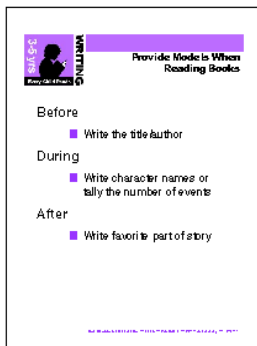 3-5 yrs
WRITING
Every Child Reads
Provide Models When
Reading Books
Before
Write the title/author
During
Write character names or
tally the number of events
After
Write favorite part of story